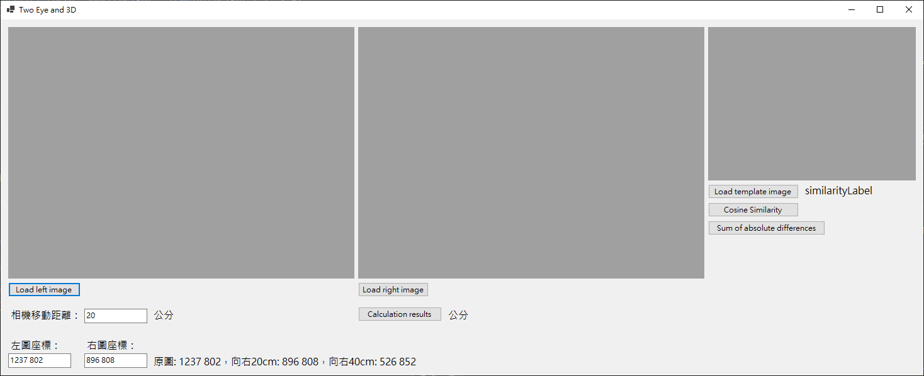 Two Eye and 3D
Load template image similarityLabel
Cosine Similarity
Sum of absolute differences
Load left image Load right image
相機移動距離： 20 公分 Calculation results 公分
左圖座標： 右圖座標：
1237 802 896 808 原圖: 1237 802，向右20cm: 896 808，向右40cm: 526 852